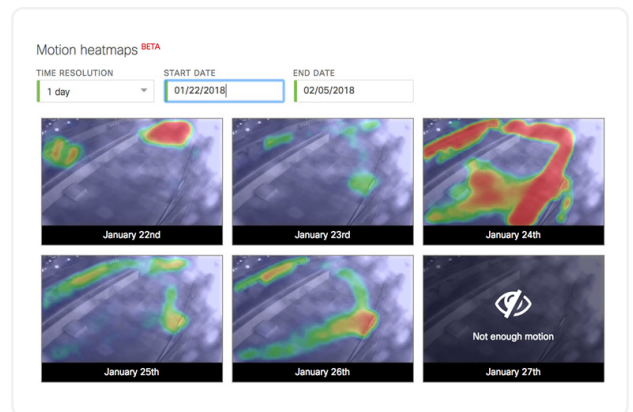 Motion heatmaps BETA
TIME RESOLUTION START DATE END DATE
1 day 01/22/2018 02/05/2018
January 22nd January 23rd January 24th
Not enough motion
January 25th January 26th January 27th